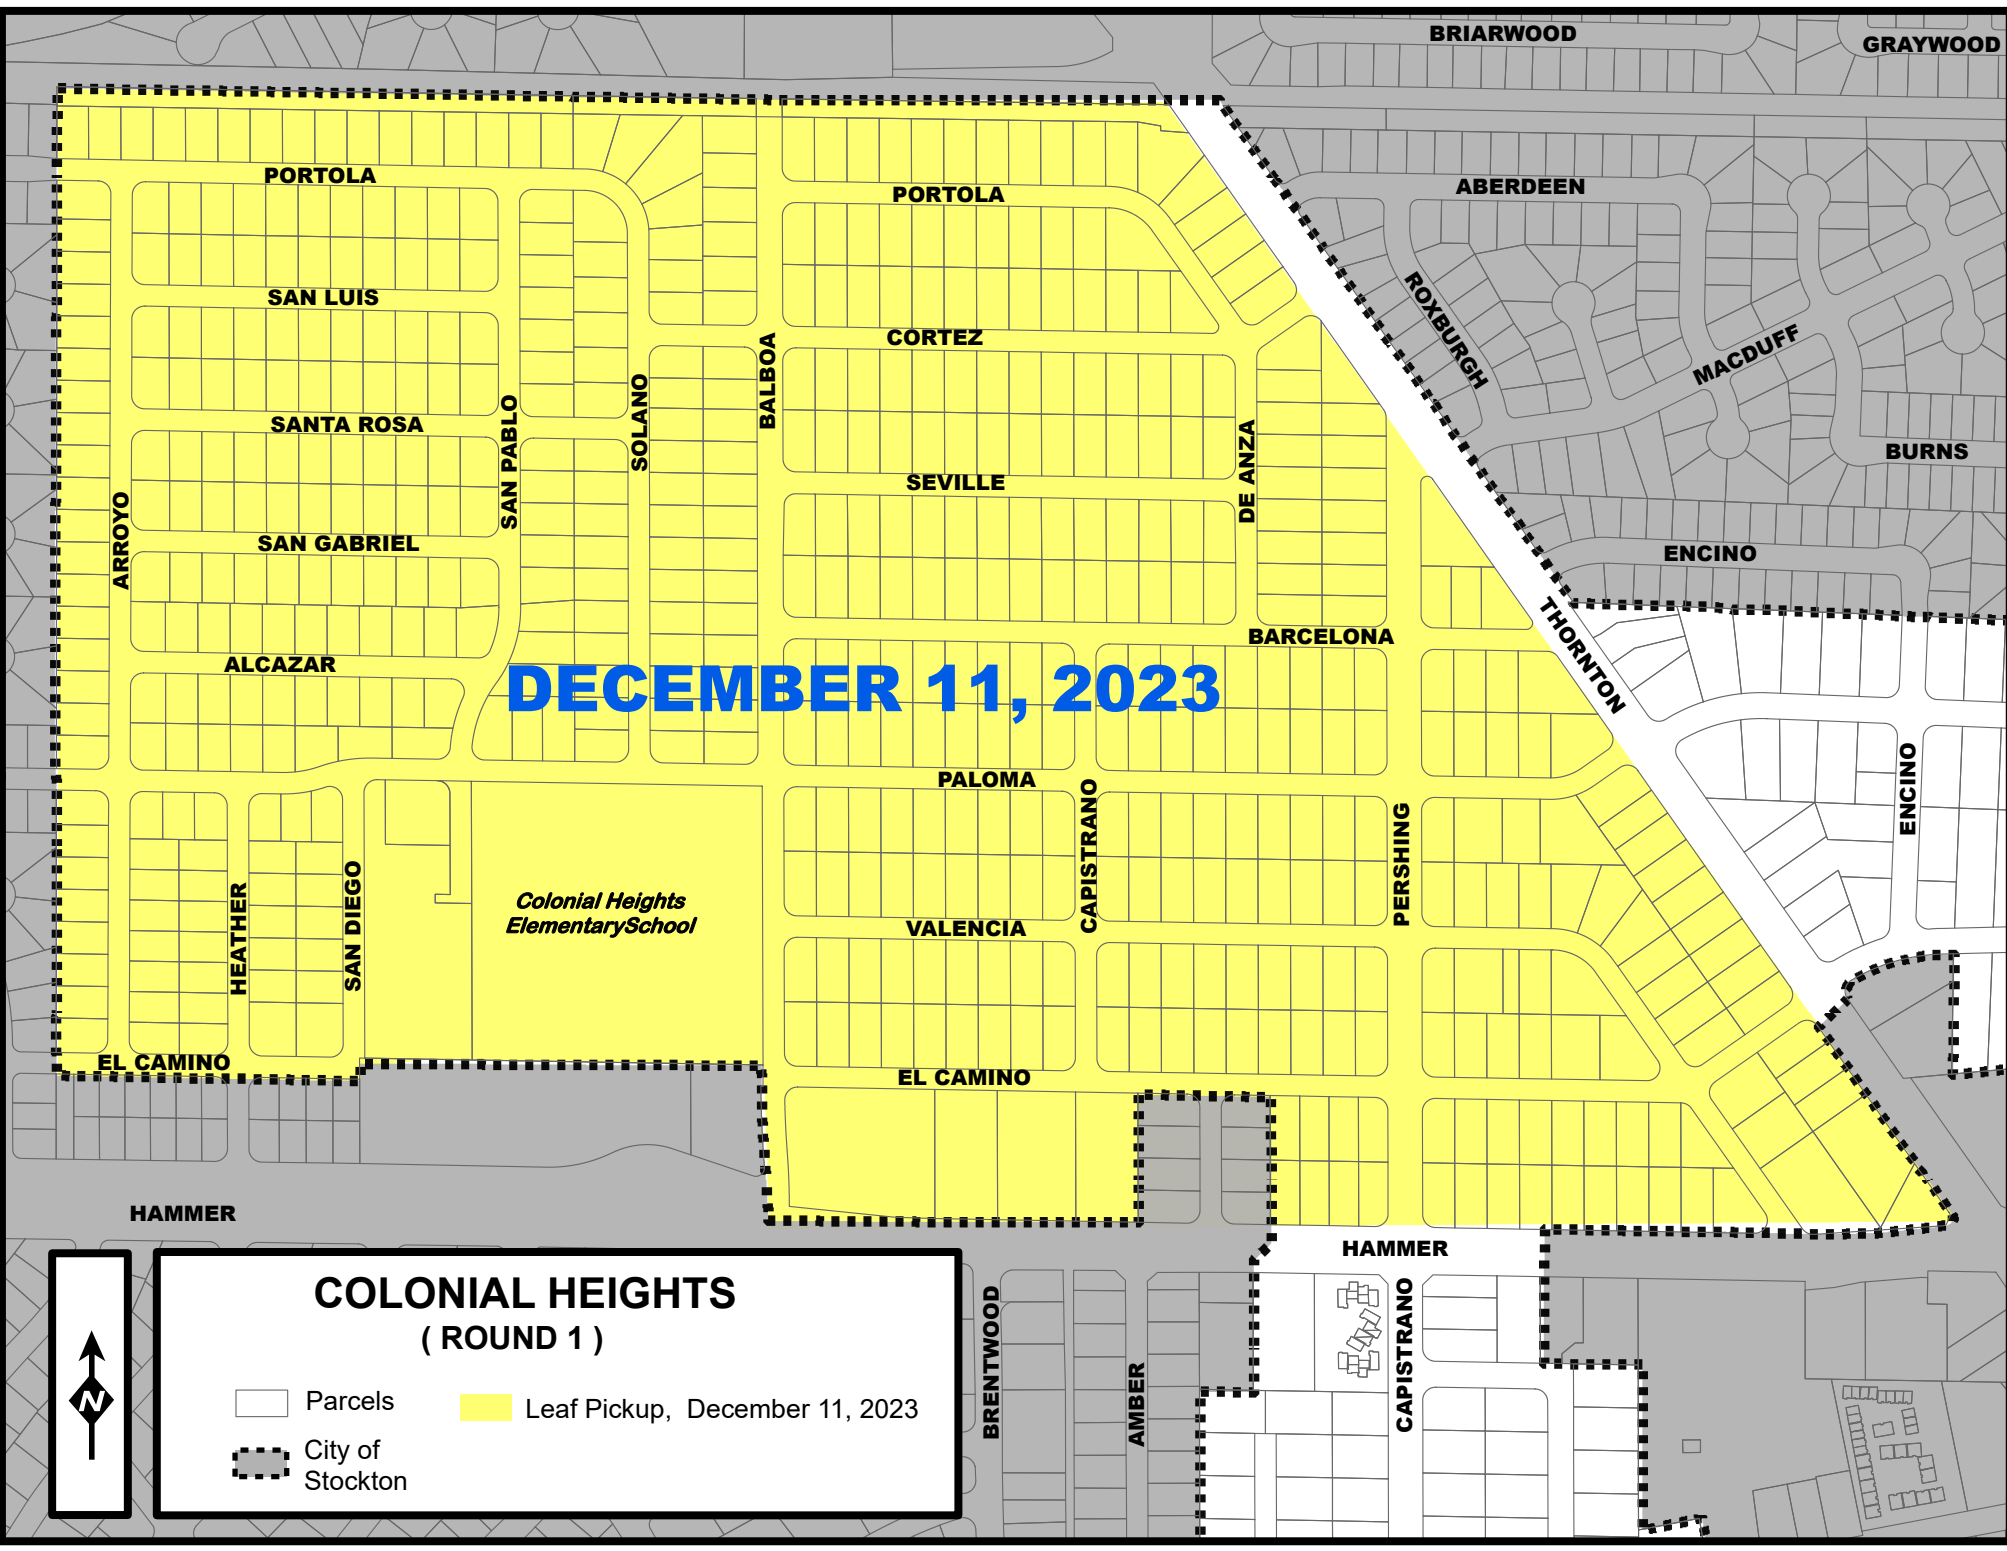 BRIARWOOD
GRAYWOOD
PORTOLA
PORTOLA
ABERDEEN
SAN LUIS
ROXBURGH
CORTEZ
BALBOA
MACDUFF
SOLANO
SAN PABLO
SANTA ROSA
DE ANZA
BURNS
SEVILLE
ARROYO
SAN GABRIEL
ENCINO
THORNTON
BARCELONA
ALCAZAR
DECEMBER 11, 2023
PALOMA
CAPISTRANO
PERSHING
ENCINO
HEATHER
SAN DIEGO
Colonial Heights
ElementarySchool
VALENCIA
EL CAMINO
EL CAMINO
HAMMER
HAMMER
BRENTWOOD
AMBER
CAPISTRANO
COLONIAL HEIGHTS
( ROUND 1 )
N
Parcels
Leaf Pickup, December 11, 2023
City of
Stockton